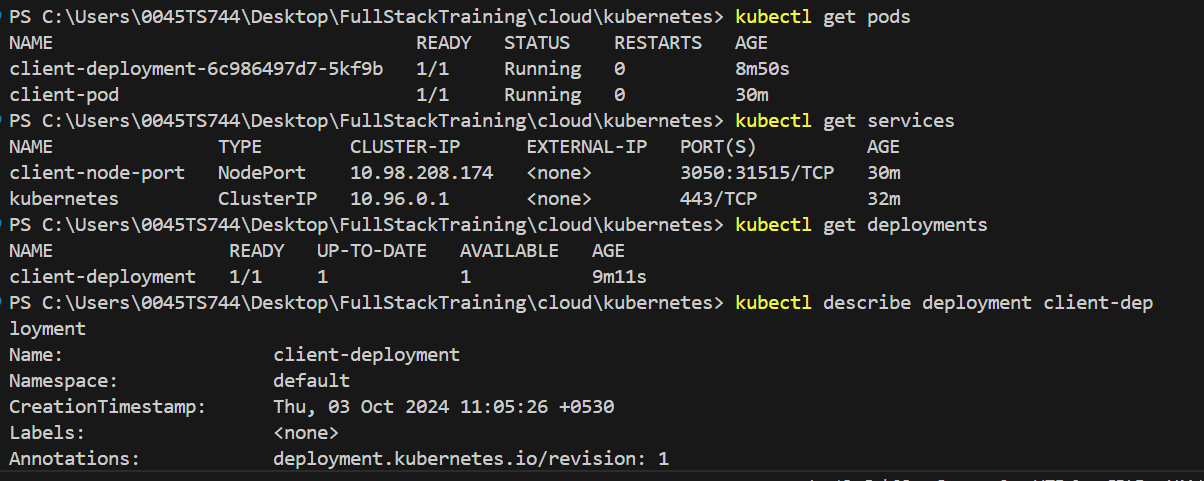 PS C:\Users\0045TS744\Desktop\FullStackTraining\cloud\kubernetes> kubectl get pods
NAME                                 READY   STATUS    RESTARTS   AGE
client-deployment-6c986497d7-5kf9b   1/1     Running   0          8m50s
client-pod                           1/1     Running   0          30m
PS C:\Users\0045TS744\Desktop\FullStackTraining\cloud\kubernetes> kubectl get services
NAME               TYPE        CLUSTER-IP      EXTERNAL-IP   PORT(S)          AGE
client-node-port   NodePort    10.98.208.174   <none>        3050:31515/TCP   30m
kubernetes         ClusterIP   10.96.0.1       <none>        443/TCP          32m
PS C:\Users\0045TS744\Desktop\FullStackTraining\cloud\kubernetes> kubectl get deployments
NAME                READY   UP-TO-DATE   AVAILABLE   AGE
client-deployment   1/1     1            1           9m11s
PS C:\Users\0045TS744\Desktop\FullStackTraining\cloud\kubernetes> kubectl describe deployment client-dep
loyment
Name:                   client-deployment
Namespace:              default
CreationTimestamp:      Thu, 03 Oct 2024 11:05:26 +0530
Labels:                 <none>
Annotations:            deployment.kubernetes.io/revision: 1